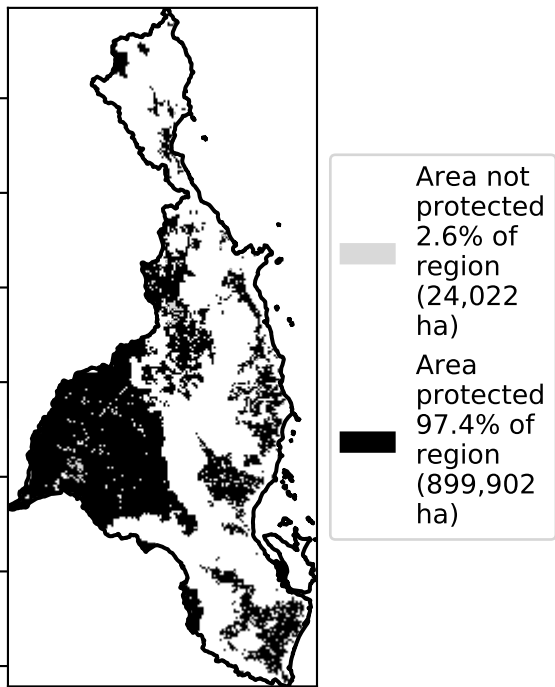 Area not
protected
2.6% of
region
(24,022
ha)
Area
protected
97.4% of
region
(899,902
ha)